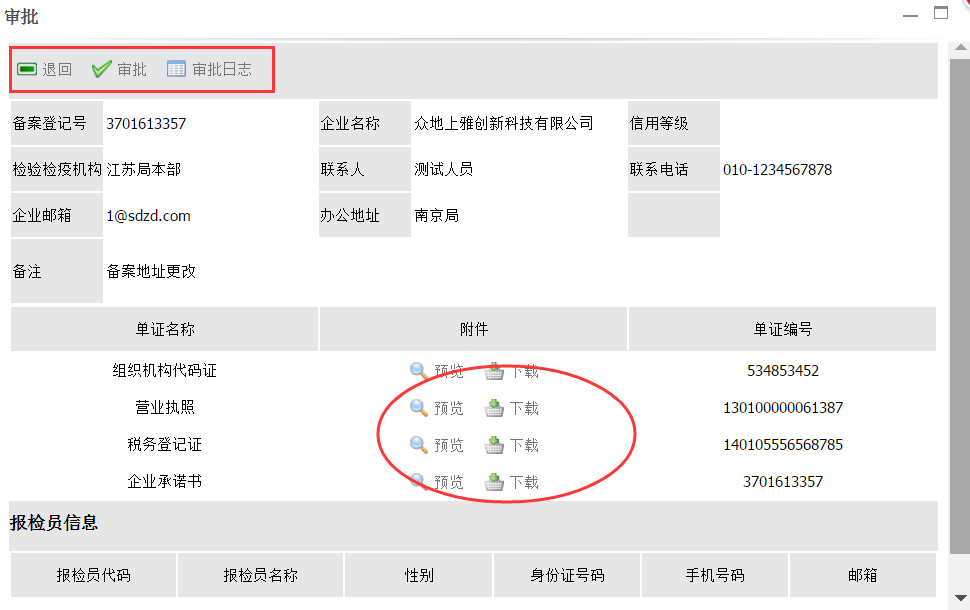 审批
退回 审批 审批日志
备案登记号 3701613357 企业名称 众地上雅创新科技有限公司 信用等级
检验检疫机构 江苏局本部 联系人 测试人员 联系电话 010-1234567878
企业邮箱 1@sdzd.com 办公地址 南京局
备注 备案地址更改
单证名称 附件 单证编号
组织机构代码证 预览 下载 534853452
营业执照 预览 下载 130100000061387
税务登记证 预览 下载 140105556568785
企业承诺书 预览 下载 3701613357
报检员信息
报检员代码 报检员名称 性别 身份证号码 手机号码 邮箱